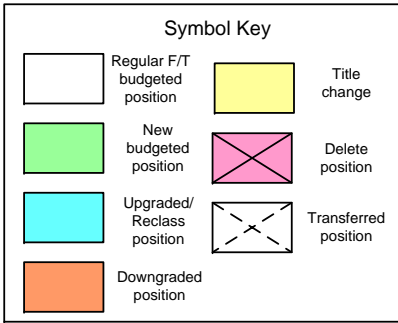 Symbol Key
Regular F/T
budgeted
position
New
budgeted
position
Upgraded/
Reclass
position
Downgraded
position
Title
change
Delete
position
Transferred
position